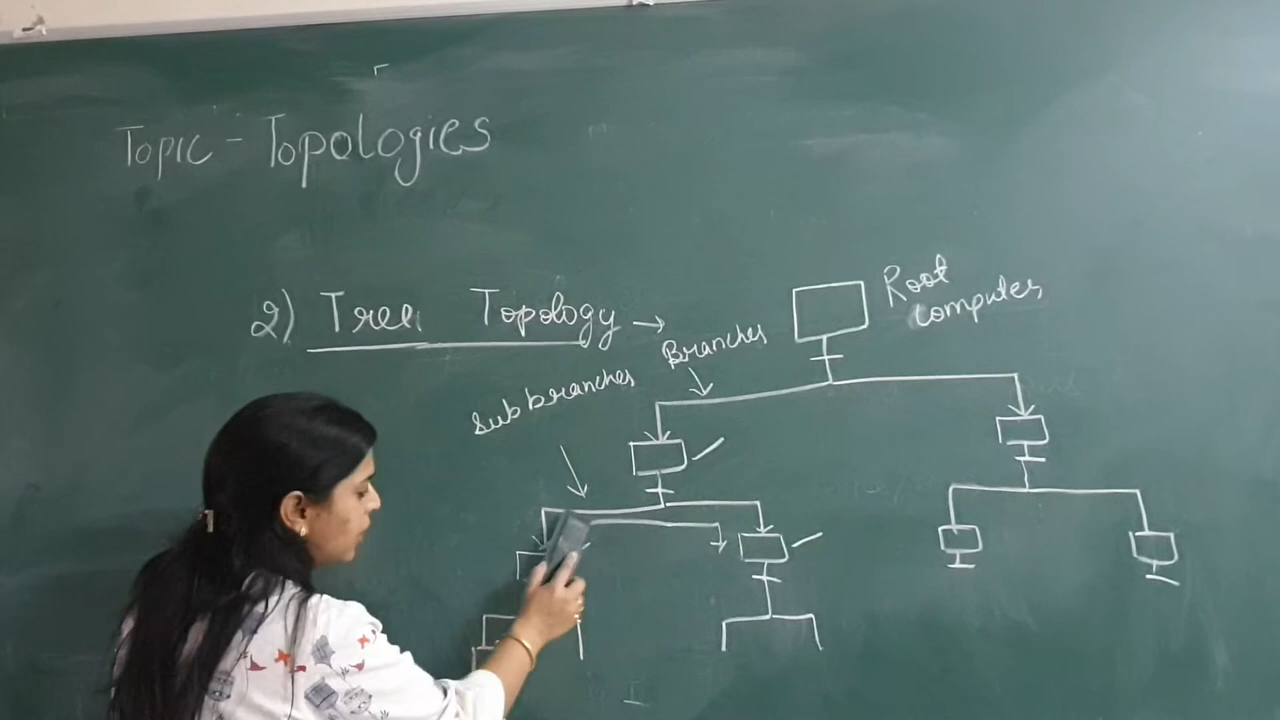 Topic - Topologies
2) Tree Topology →
Root
computer
Branches
Sub branches